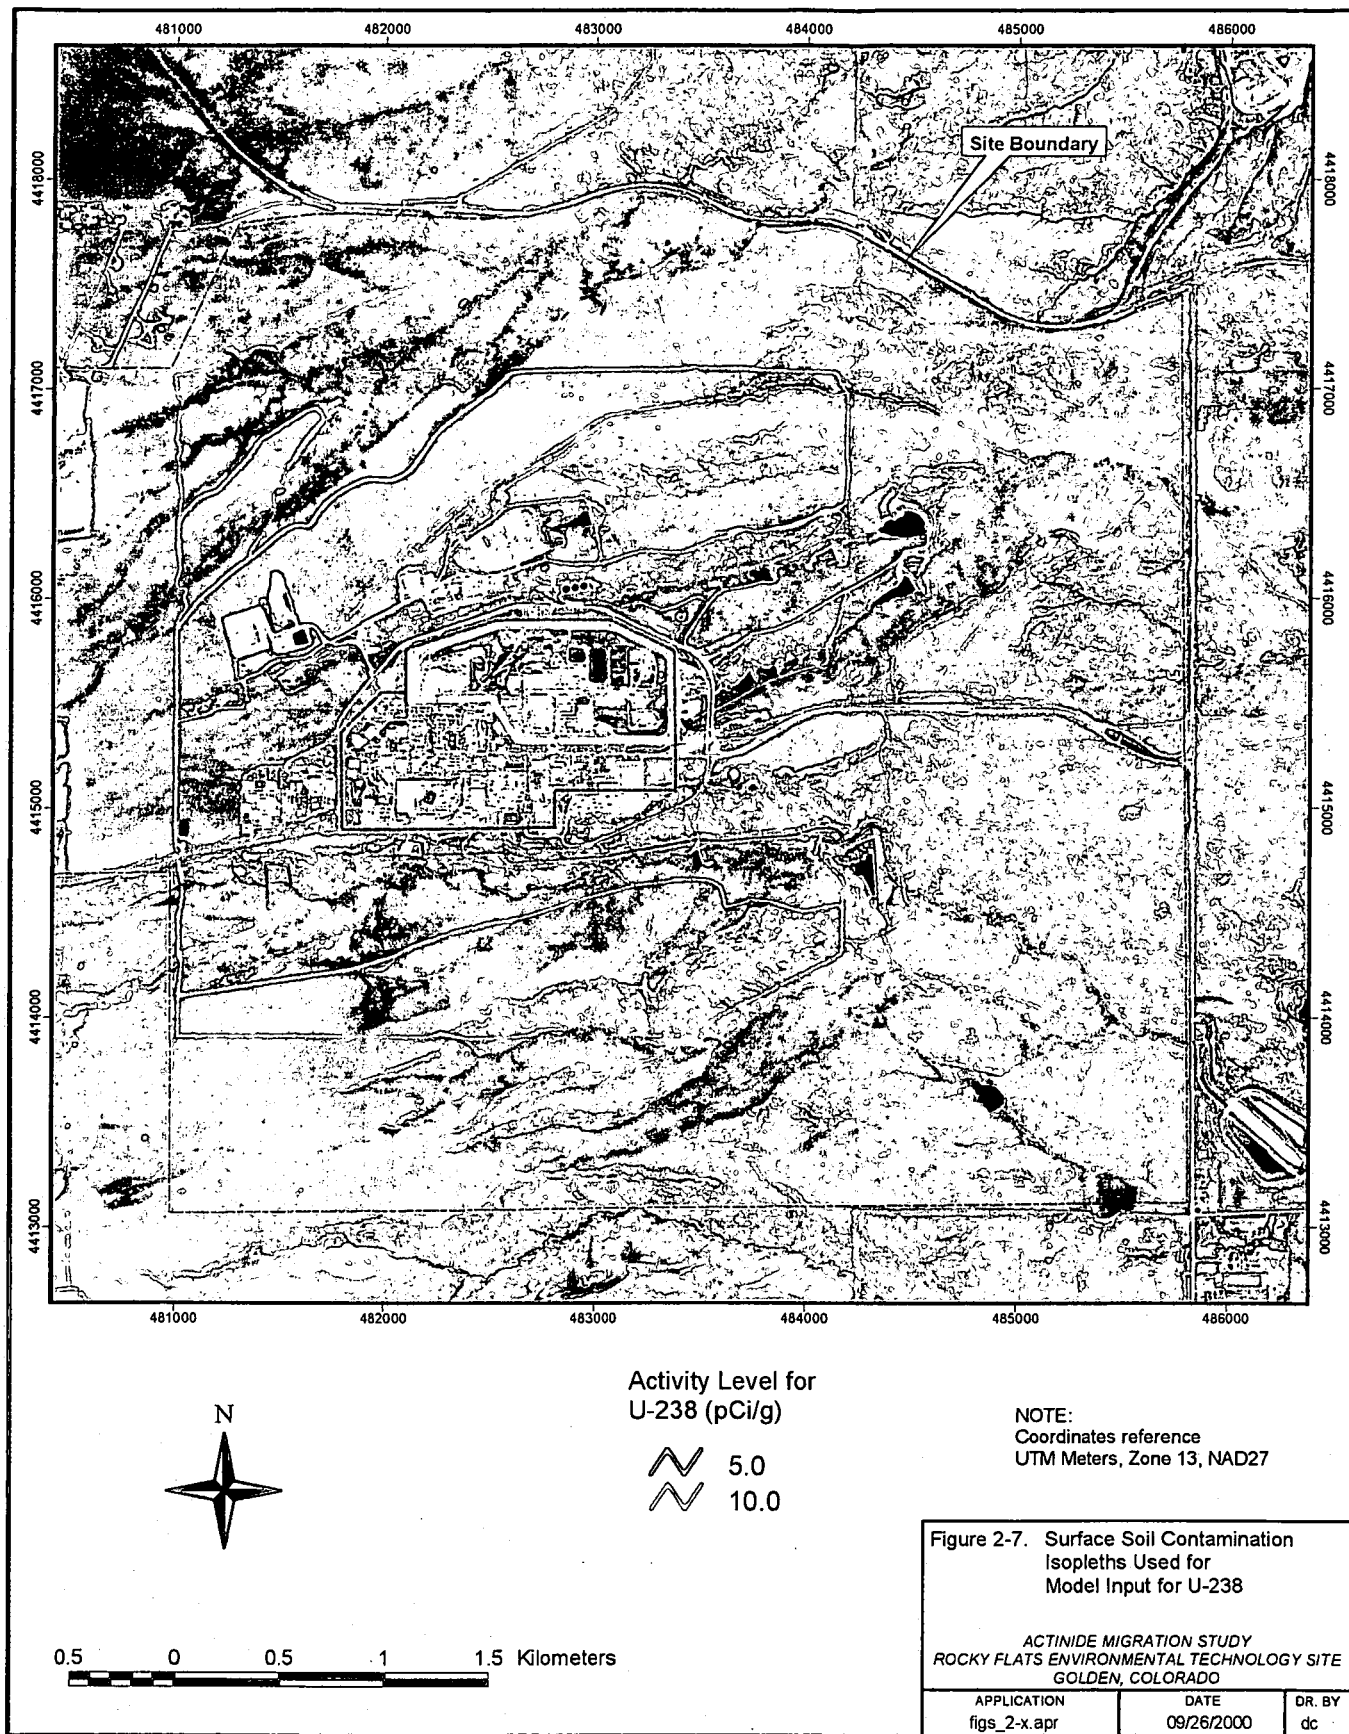 481000 482000 483000 484000 485000 486000
4418000 4418000
Site Boundary
4417000 4417000
4416000 4416000
4415000 4415000
4414000 4414000
4413000 4413000
481000 482000 483000 484000 485000 486000
Activity Level for
U-238 (pCi/g)
5.0
10.0
N
NOTE:
Coordinates reference
UTM Meters, Zone 13, NAD27
0.5 0 0.5 1 1.5 Kilometers
Figure 2-7. Surface Soil Contamination
Isopleths Used for
Model Input for U-238
ACTINIDE MIGRATION STUDY
ROCKY FLATS ENVIRONMENTAL TECHNOLOGY SITE
GOLDEN, COLORADO
APPLICATION DATE DR. BY
figs_2-x.apr 09/26/2000 dc